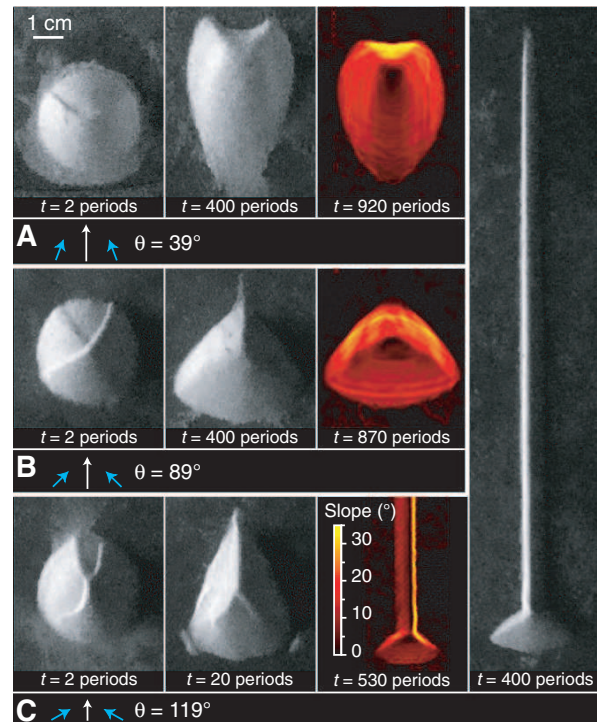 1 cm
t = 2 periods
t = 400 periods
t = 920 periods
A
θ = 39°
t = 2 periods
t = 400 periods
t = 870 periods
B
θ = 89°
Slope (°)
30
20
10
0
t = 2 periods
t = 20 periods
t = 530 periods
t = 400 periods
C
θ = 119°